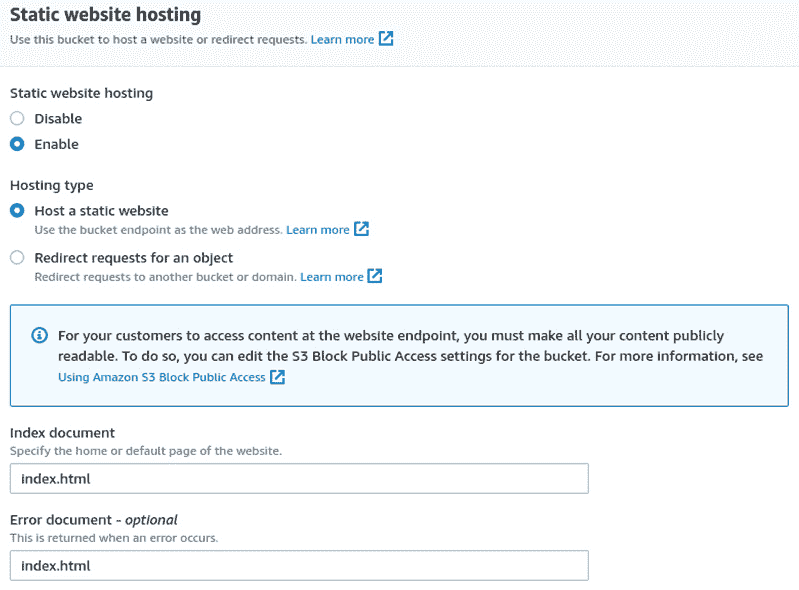 Static website hosting
Use this bucket to host a website or redirect requests. Learn more
Static website hosting
Disable
Enable
Hosting type
Host a static website
Use the bucket endpoint as the web address. Learn more
Redirect requests for an object
Redirect requests to another bucket or domain. Learn more
For your customers to access content at the website endpoint, you must make all your content publicly
readable. To do so, you can edit the S3 Block Public Access settings for the bucket. For more information, see
Using Amazon S3 Block Public Access
Index document
Specify the home or default page of the website.
index.html
Error document - optional
This is returned when an error occurs.
index.html